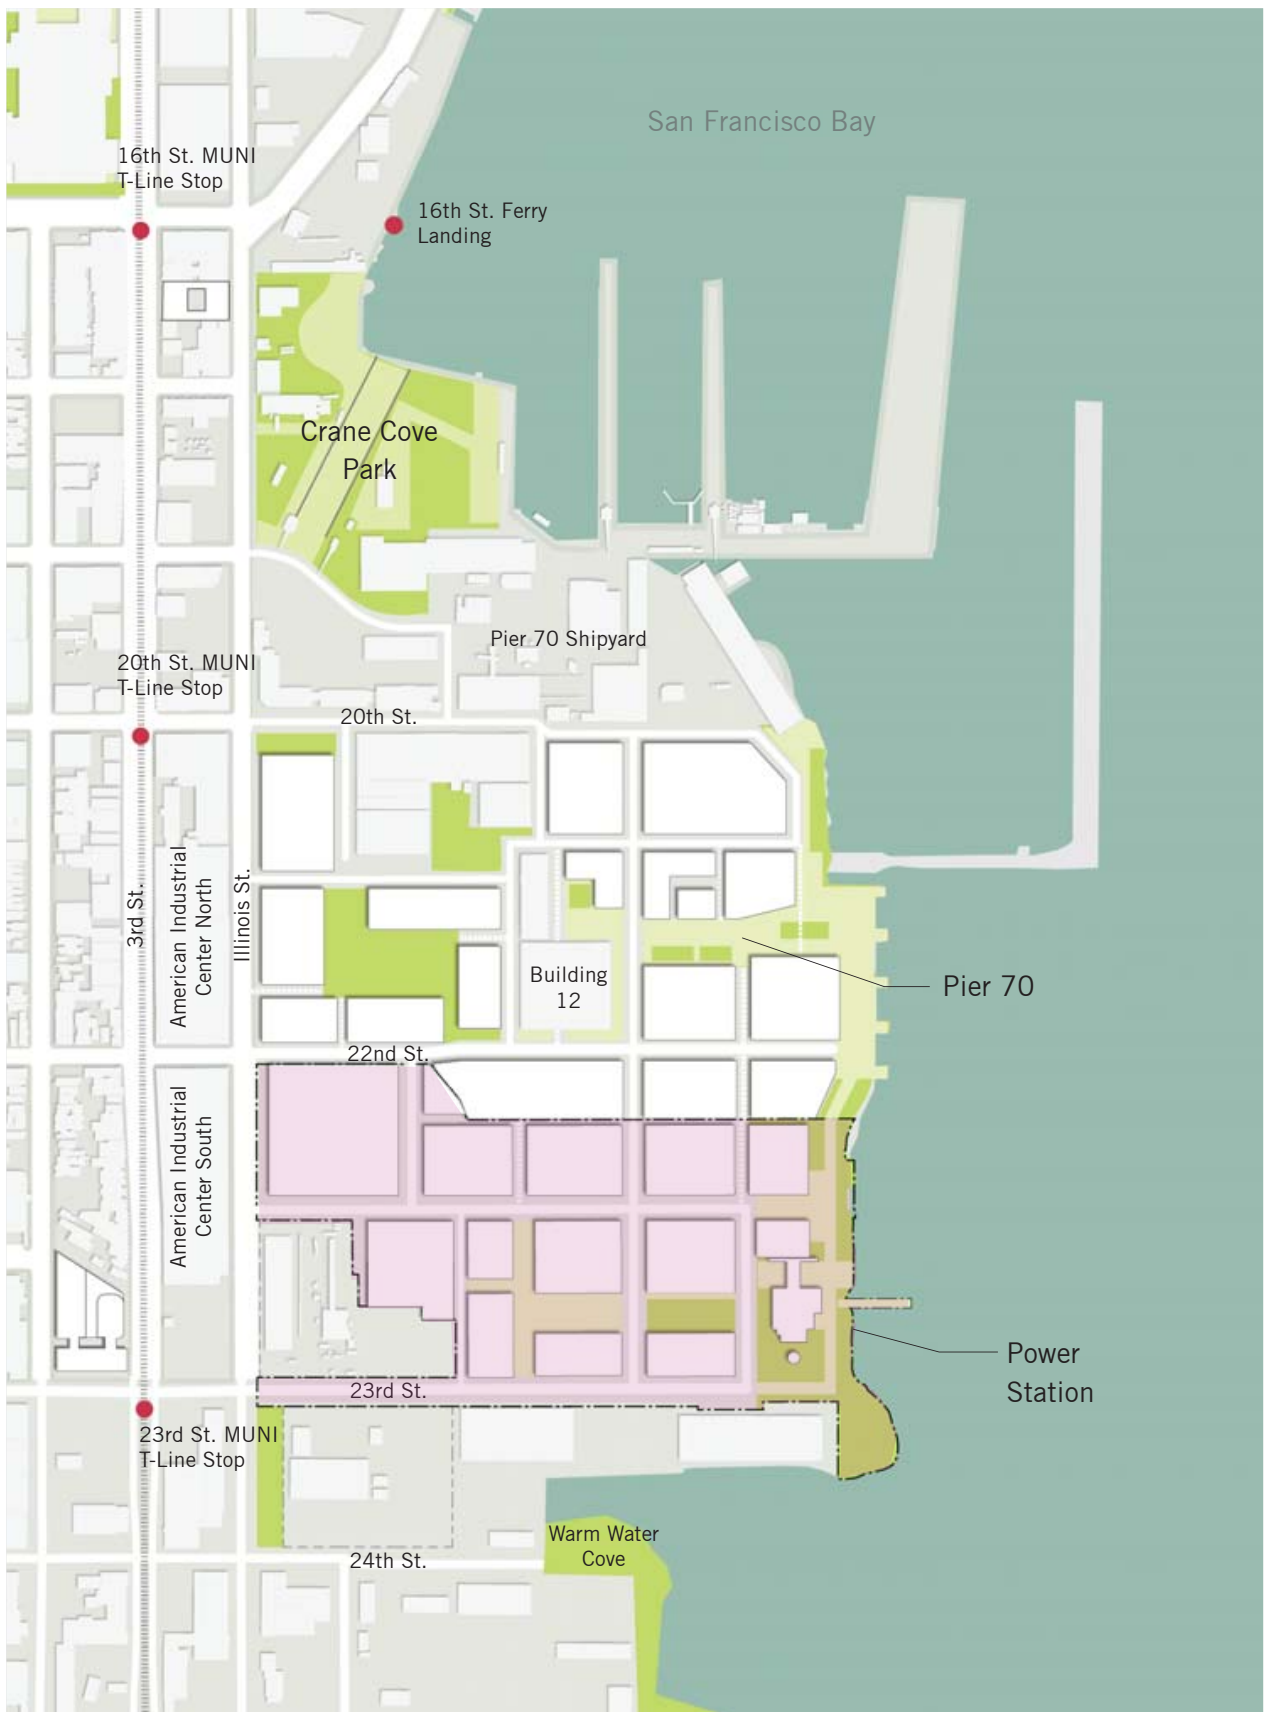 San Francisco Bay
16th St. MUNI
T-Line Stop
16th St. Ferry
Landing
Crane Cove
Park
Pier 70 Shipyard
20th St. MUNI
T-Line Stop
20th St.
3rd St.
American Industrial
Center North
Illinois St.
Building
12
Pier 70
22nd St.
American Industrial
Center South
Power
Station
23rd St.
23rd St. MUNI
T-Line Stop
Warm Water
Cove
24th St.